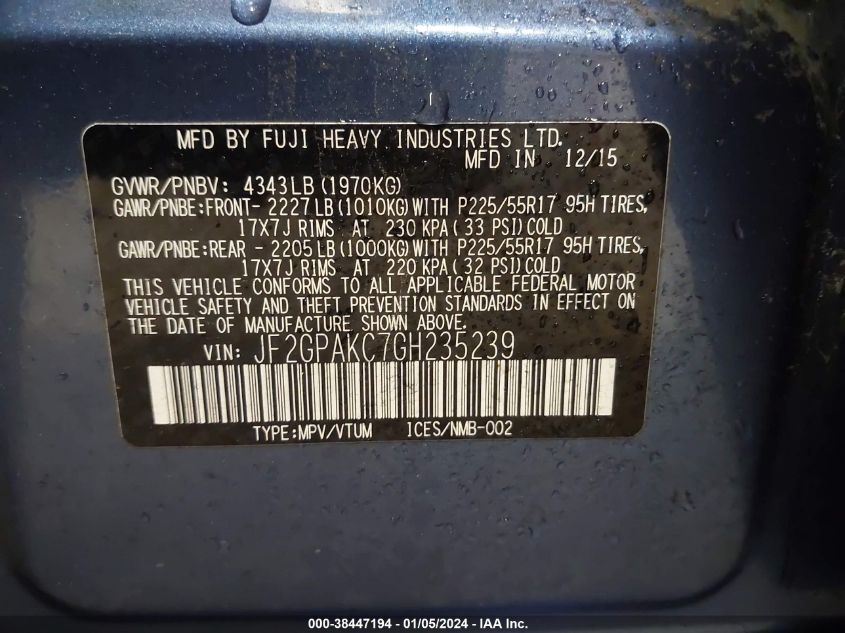 MFD BY FUJI HEAVY INDUSTRIES LTD.
MFD IN 12/15
GVWR/PNBV: 4343LB (1970KG)
GAWR/PNBE:FRONT- 2227LB (1010KG) WITH P225/55R17 95H TIRES,
17X7J RIMS AT 230 KPA (33 PSI) COLD
GAWR/PNBE:REAR - 2205LB (1000KG) WITH P225/55R17 95H TIRES,
17X7J RIMS AT 220 KPA (32 PSI) COLD
THIS VEHICLE CONFORMS TO ALL APPLICABLE FEDERAL MOTOR
VEHICLE SAFETY AND THEFT PREVENTION STANDARDS IN EFFECT ON
THE DATE OF MANUFACTURE SHOWN ABOVE.
VIN: JF2GPAKC7GH235239
TYPE:MPV/VTUM ICES/NMB-002
000-38447194 - 01/05/2024 - IAA Inc.